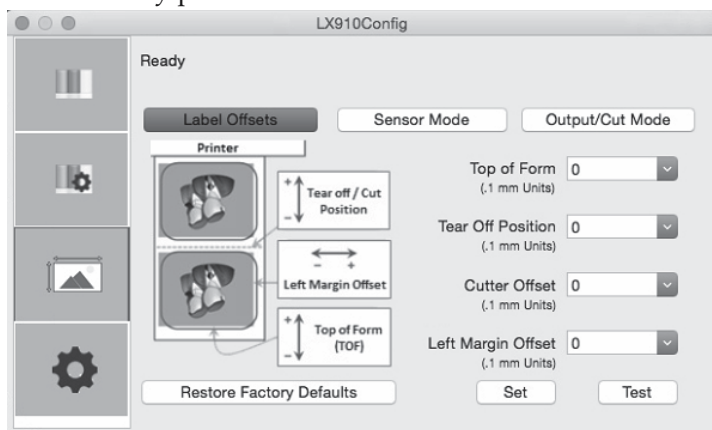 LX910Config
Ready
Label Offsets
Sensor Mode
Output/Cut Mode
Printer
+
Tear off / Cut
Position
–
– +
Left Margin Offset
+
Top of Form
(TOF)
–
Top of Form 0
(.1 mm Units)
Tear Off Position 0
(.1 mm Units)
Cutter Offset 0
(.1 mm Units)
Left Margin Offset 0
(.1 mm Units)
Restore Factory Defaults
Set
Test